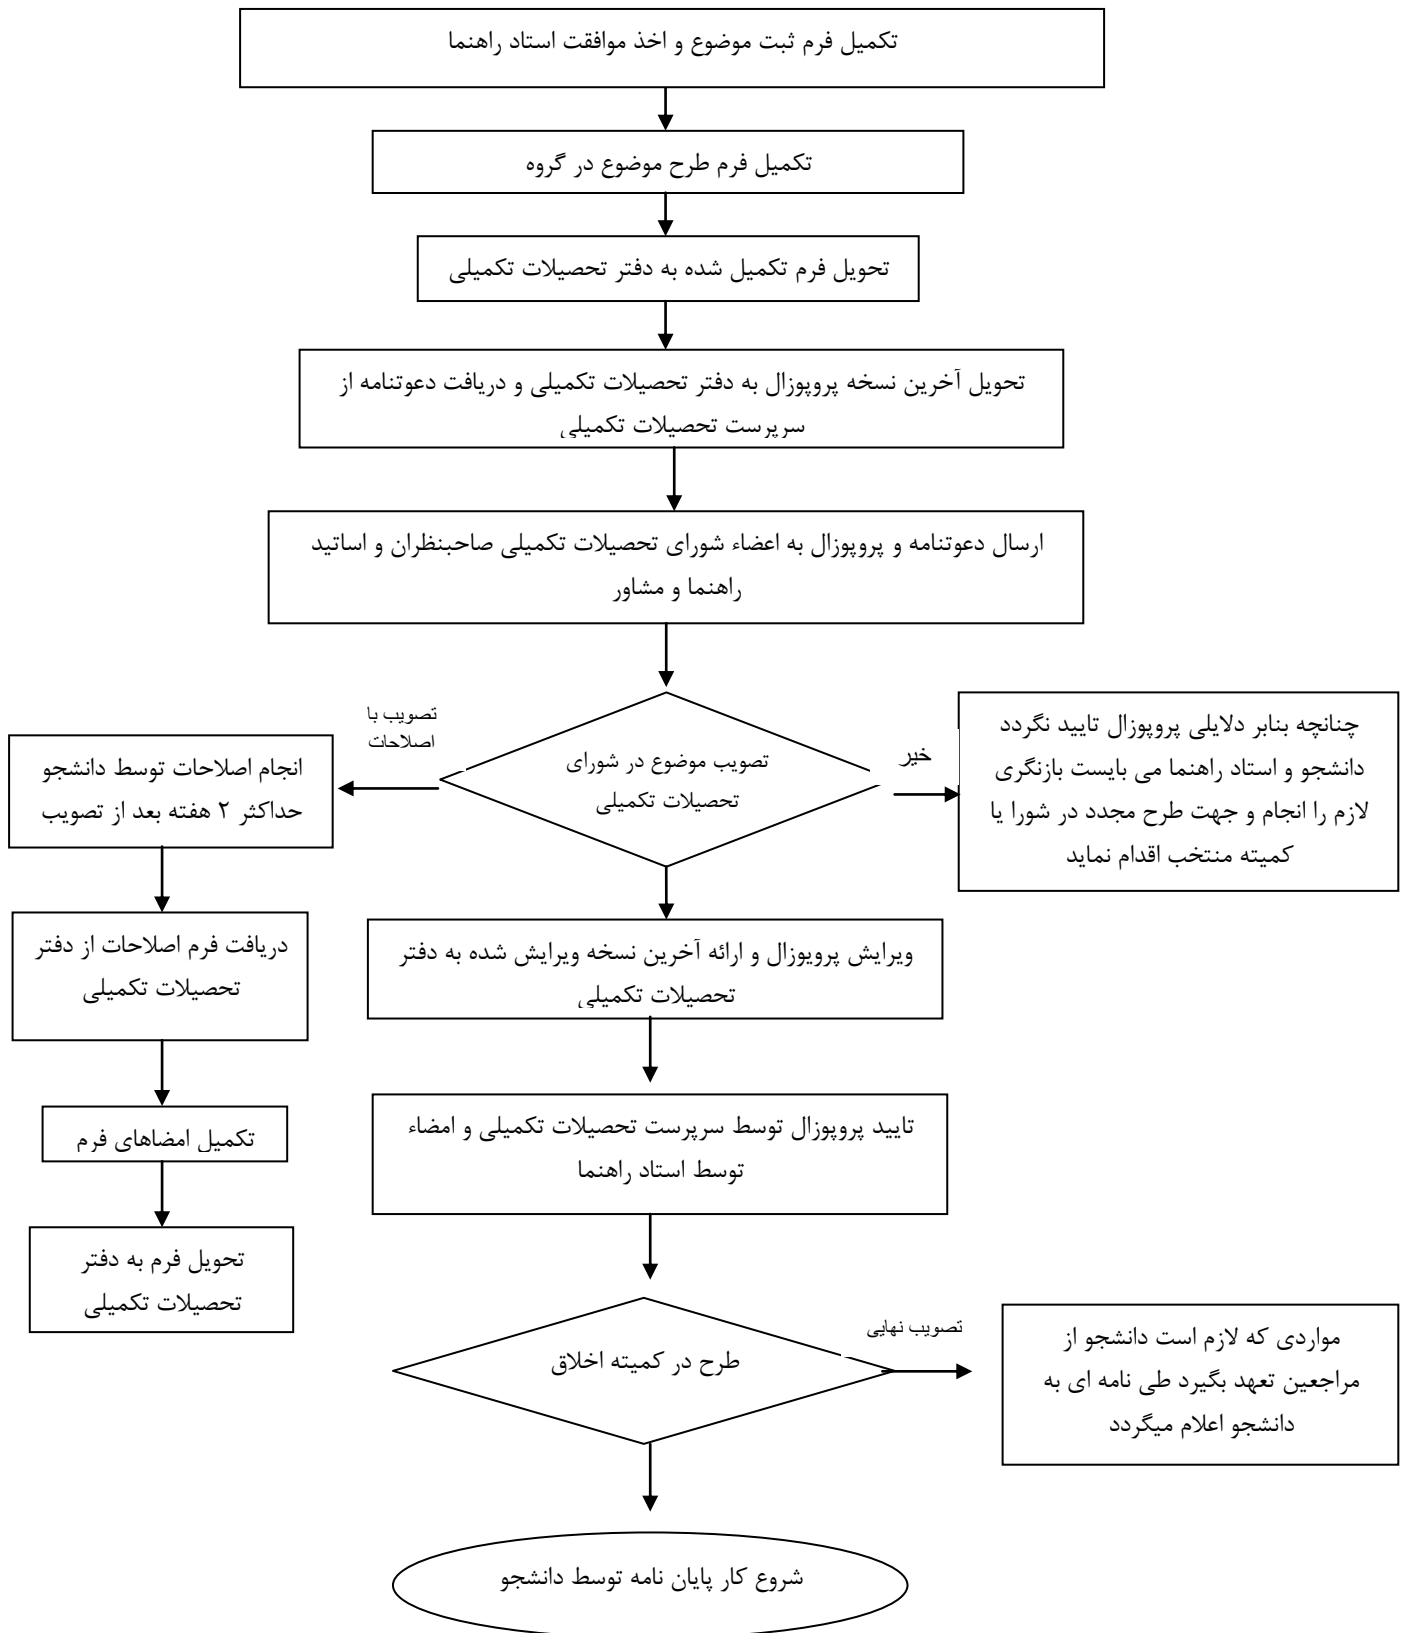 تکمیل فرم ثبت موضوع و اخذ موافقت استاد راهنما
تکمیل فرم طرح موضوع در گروه
تحویل فرم تکمیل شده به دفتر تحصیلات تکمیلی
تحویل آخرین نسخه پروپوزال به دفتر تحصیلات تکمیلی و دریافت دعوتنامه از
سرپرست تحصیلات تکمیلی
ارسال دعوتنامه و پروپوزال به اعضاء شورای تحصیلات تکمیلی صاحبنظران و اساتید
راهنما و مشاور
تصویب موضوع در شورای
تحصیلات تکمیلی
خیر
چنانچه بنابر دلایلی پروپوزال تایید نگردد
دانشجو و استاد راهنما می بایست بازنگری
لازم را انجام و جهت طرح مجدد در شورا یا
کمیته منتخب اقدام نماید
تصویب با
اصلاحات
انجام اصلاحات توسط دانشجو
حداکثر ۲ هفته بعد از تصویب
دریافت فرم اصلاحات از دفتر
تحصیلات تکمیلی
تکمیل امضاهای فرم
تحویل فرم به دفتر
تحصیلات تکمیلی
ویرایش پروپوزال و ارائه آخرین نسخه ویرایش شده به دفتر
تحصیلات تکمیلی
تایید پروپوزال توسط سرپرست تحصیلات تکمیلی و امضاء
توسط استاد راهنما
طرح در کمیته اخلاق
تصویب نهایی
مواردی که لازم است دانشجو از
مراجعین تعهد بگیرد طی نامه ای به
دانشجو اعلام میگردد
شروع کار پایان نامه توسط دانشجو